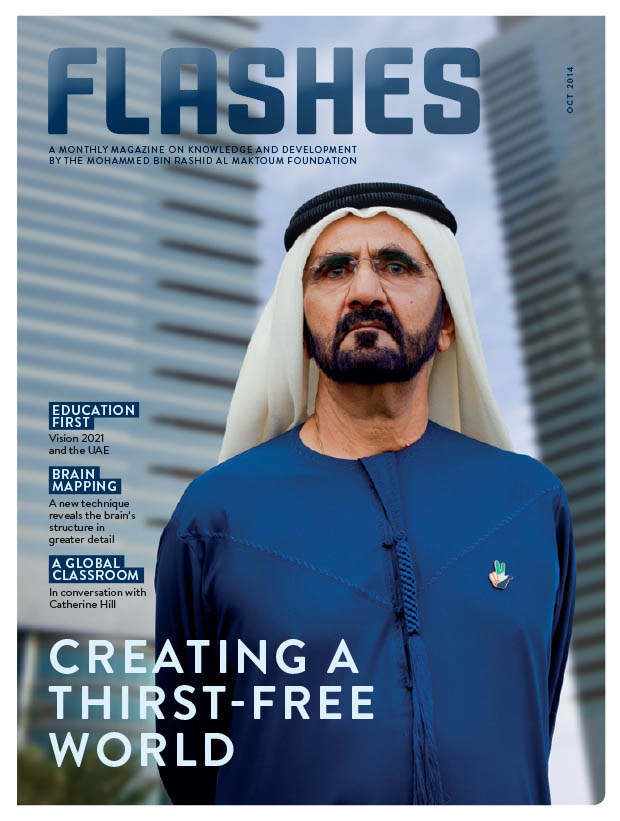 FLASHES
OCT 2014
A MONTHLY MAGAZINE ON KNOWLEDGE AND DEVELOPMENT
BY THE MOHAMMED BIN RASHID AL MAKTOUM FOUNDATION
EDUCATION
FIRST
Vision 2021
and the UAE
BRAIN
MAPPING
A new technique
reveals the brain's
structure in
greater detail
A GLOBAL
CLASSROOM
In conversation with
Catherine Hill
CREATING A
THIRST-FREE
WORLD